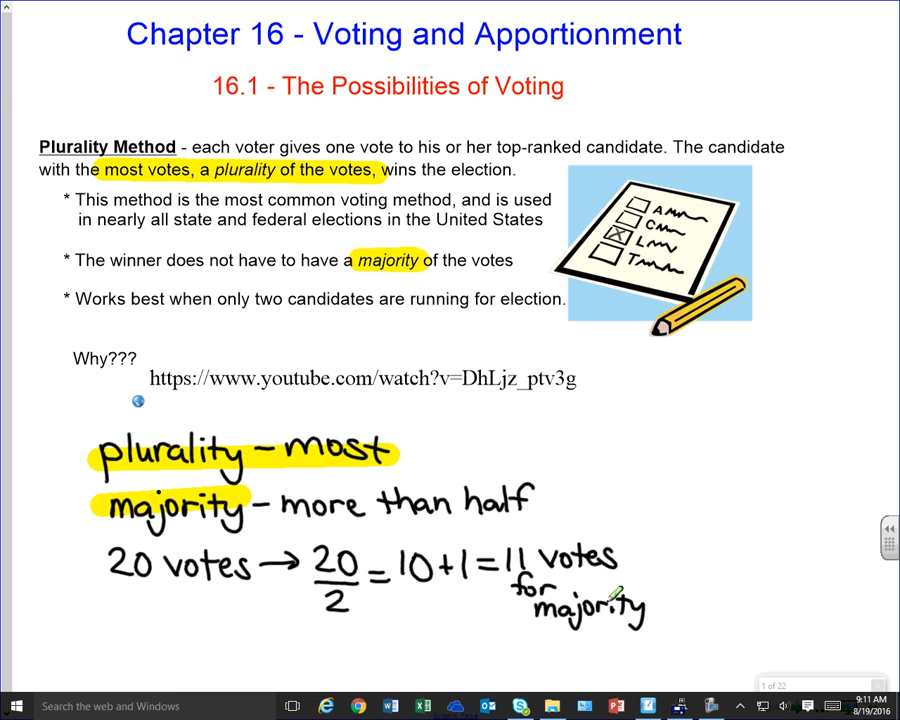 Chapter 16 - Voting and Apportionment
16.1 - The Possibilities of Voting
Plurality Method - each voter gives one vote to his or her top-ranked candidate. The candidate
with the most votes, a plurality of the votes, wins the election.
* This method is the most common voting method, and is used
in nearly all state and federal elections in the United States
* The winner does not have to have a majority of the votes
* Works best when only two candidates are running for election.
Why???
https://www.youtube.com/watch?v=DhLjz_ptv3g
plurality - most
majority - more than half
20 votes → 20/2 = 10 + 1 = 11 votes
for
majority
1 of 22
Search the web and Windows
9:11 AM
8/19/2016